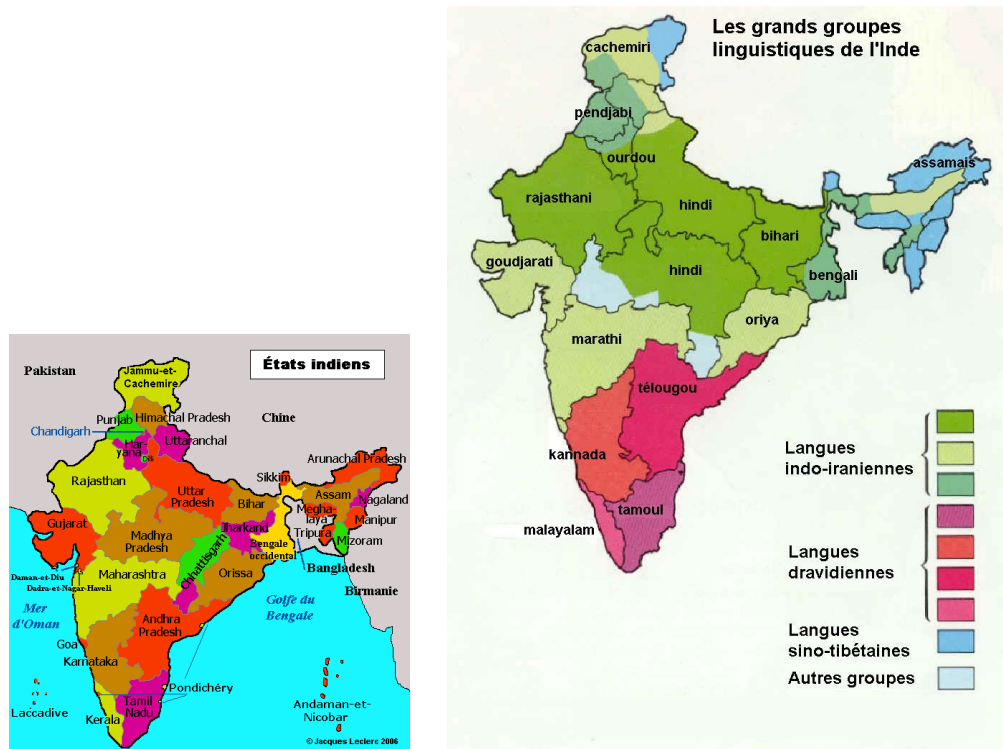 États indiens
Pakistan
Jammu-et-
Cachemire
Chine
Punjab
Himachal Pradesh
Chandigarh
Uttaranchal
Har-
yana
Rajasthan
Arunachal Pradesh
Sikkim
Uttar
Pradesh
Bihar
Assam
Nagaland
Megha-
laya
Manipur
Gujarat
Madhya
Pradesh
Jharkand
Tripura
Mizoram
Bengale
occidental
Chhattisgarh
Bangladesh
Daman-et-Diu
Dadra-et-Nagar-Haveli
Maharashtra
Orissa
Birmanie
Mer
d'Oman
Golfe du
Bengale
Andhra
Pradesh
Goa
Karnataka
Pondichéry
Laccadive
Kerala
Tamil
Nadu
Andaman-et-
Nicobar
© Jacques Leclerc 2006
Les grands groupes
linguistiques de l'Inde
cachemiri
pendjabi
ourdou
assamais
rajasthani
hindi
bihari
goudjarati
hindi
bengali
oriya
marathi
télougou
kannada
tamoul
malayalam
Langues
indo-iraniennes
Langues
dravidiennes
Langues
sino-tibétaines
Autres groupes